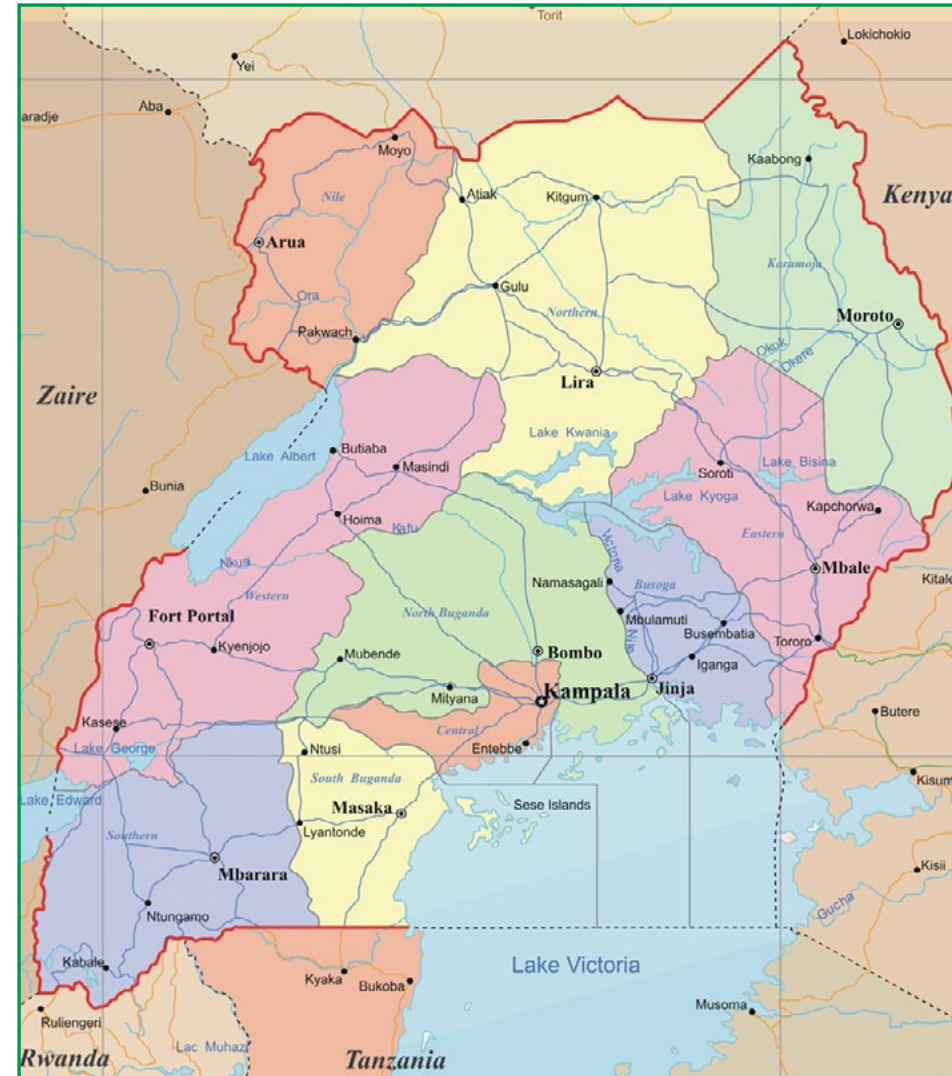 Torit
Lokichokio
Yei
Aba
aradje
Moyo
Kaabong
Nile
Atiak
Kitgum
Kenya
Arua
Karamoja
Ora
Gulu
Northern
Moroto
Pakwach
Okok
Okere
Lira
Zaire
Lake Kwania
Lake Albert
Butiaba
Masindi
Soroti
Lake Bisina
Bunia
Lake Kyoga
Kapchorwa
Hoima
Kafu
Eastern
Victoria
Nkusi
Mbale
Namasagali
Busoga
Kitale
Western
North Buganda
Fort Portal
Mbulamuti
Nile
Busembatia
Tororo
Kyenjojo
Mubende
Bombo
Iganga
Mityana
Kampala
Jinja
Kasese
Central
Butere
Lake George
Ntusi
Entebbe
South Buganda
Kisum
Lake Edward
Masaka
Sese Islands
Lyantonde
Southern
Mbarara
Kisii
Ntungamo
Gucha
Kabale
Kyaka
Bukoba
Lake Victoria
Ruliengeri
Musoma
Lac Muhaz
Rwanda
Tanzania